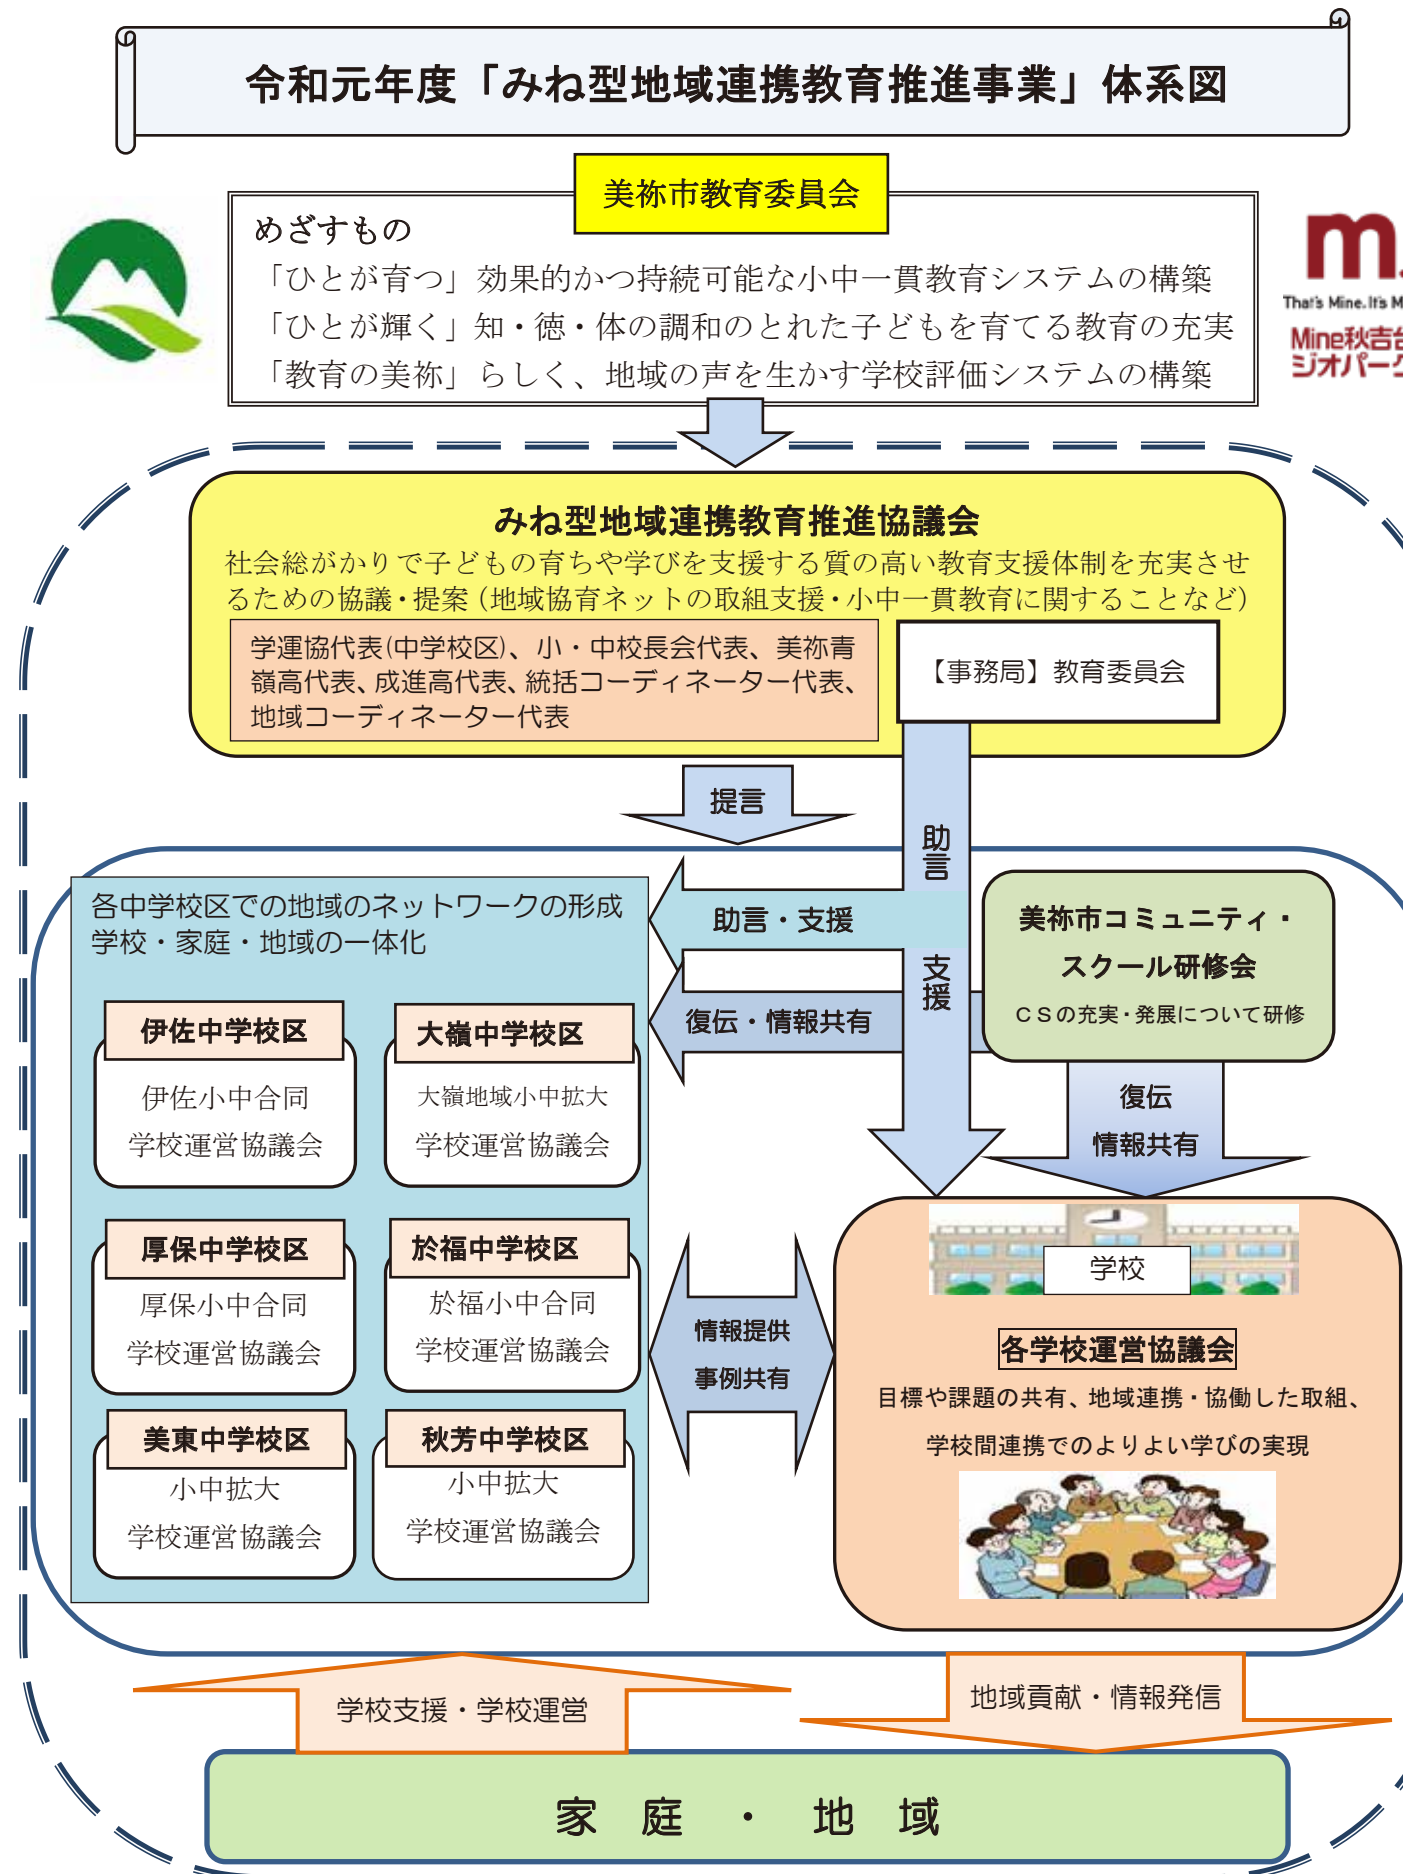 令和元年度「みね型地域連携教育推進事業」体系図
美祢市教育委員会
めざすもの
「ひとが育つ」効果的かつ持続可能な小中一貫教育システムの構築
「ひとが輝く」知・徳・体の調和のとれた子どもを育てる教育の充実
「教育の美祢」らしく、地域の声を生かす学校評価システムの構築
m.
That's Mine. It's M
Mine秋吉台
ジオパーク
みね型地域連携教育推進協議会
社会総がかりで子どもの育ちや学びを支援する質の高い教育支援体制を充実させ
るための協議・提案（地域協育ネットの取組支援・小中一貫教育に関することなど）
学運協代表(中学校区)、小・中校長会代表、美祢青
嶺高代表、成進高代表、統括コーディネーター代表、
地域コーディネーター代表
【事務局】教育委員会
提言
助言
支援
各中学校区での地域のネットワークの形成
学校・家庭・地域の一体化
助言・支援
復伝・情報共有
美祢市コミュニティ・
スクール研修会
ＣＳの充実・発展について研修
復伝
情報共有
伊佐中学校区
伊佐小中合同
学校運営協議会
大嶺中学校区
大嶺地域小中拡大
学校運営協議会
厚保中学校区
厚保小中合同
学校運営協議会
於福中学校区
於福小中合同
学校運営協議会
美東中学校区
小中拡大
学校運営協議会
秋芳中学校区
小中拡大
学校運営協議会
情報提供
事例共有
学校
各学校運営協議会
目標や課題の共有、地域連携・協働した取組、
学校間連携でのよりよい学びの実現
学校支援・学校運営
地域貢献・情報発信
家　庭　・　地　域